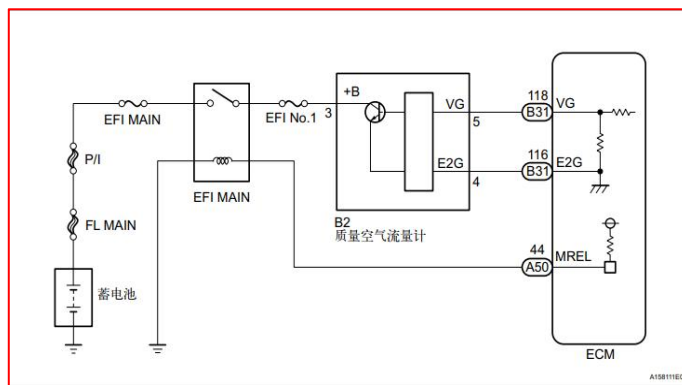 118
+B
VG
VG
B31
3
5
EFI MAIN
EFI No.1
116
P/I
E2G
E2G
B31
4
EFI MAIN
B2
质量空气流量计
FL MAIN
44
MREL
A50
蓄电池
ECM
A158111E0